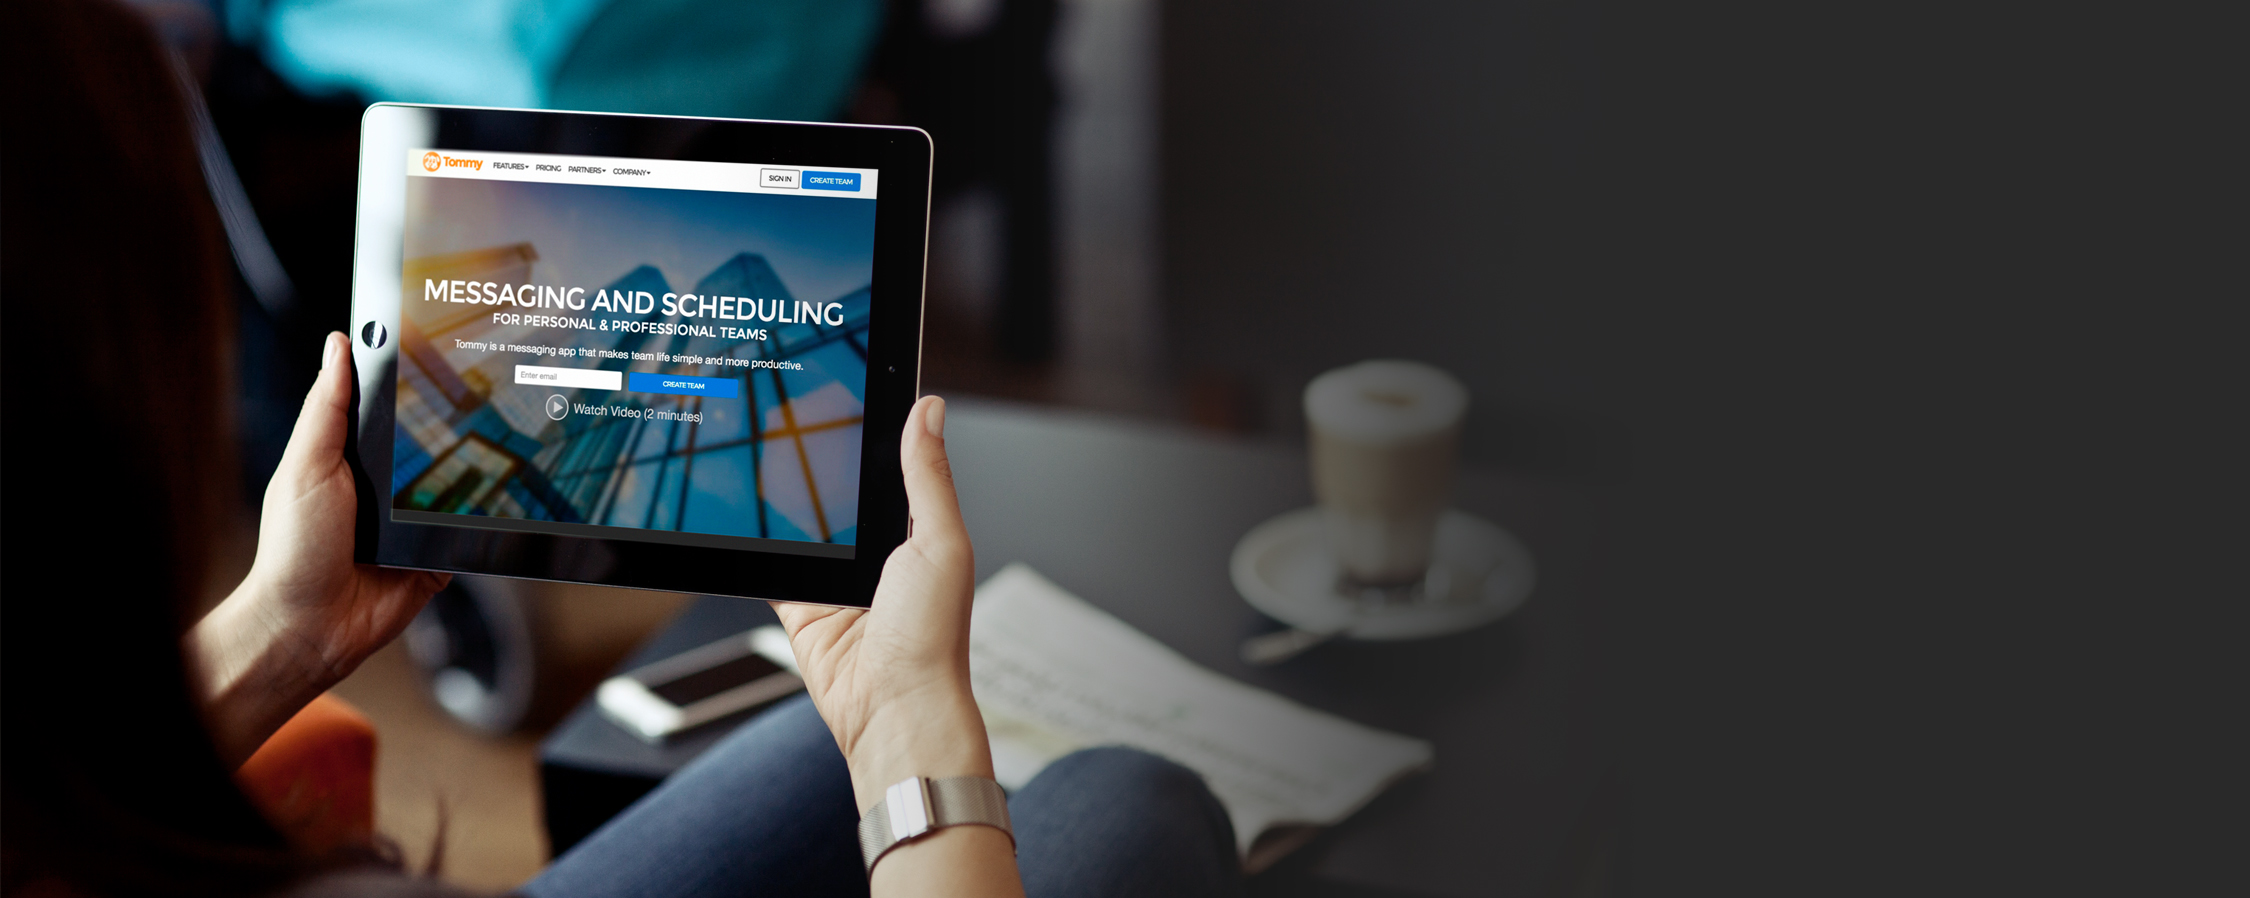 Tommy FEATURES PRICING PARTNERS COMPANY SIGN IN CREATE TEAM
MESSAGING AND SCHEDULING
FOR PERSONAL & PROFESSIONAL TEAMS
Tommy is a messaging app that makes team life simple and more productive.
Enter email CREATE TEAM
Watch Video (2 minutes)